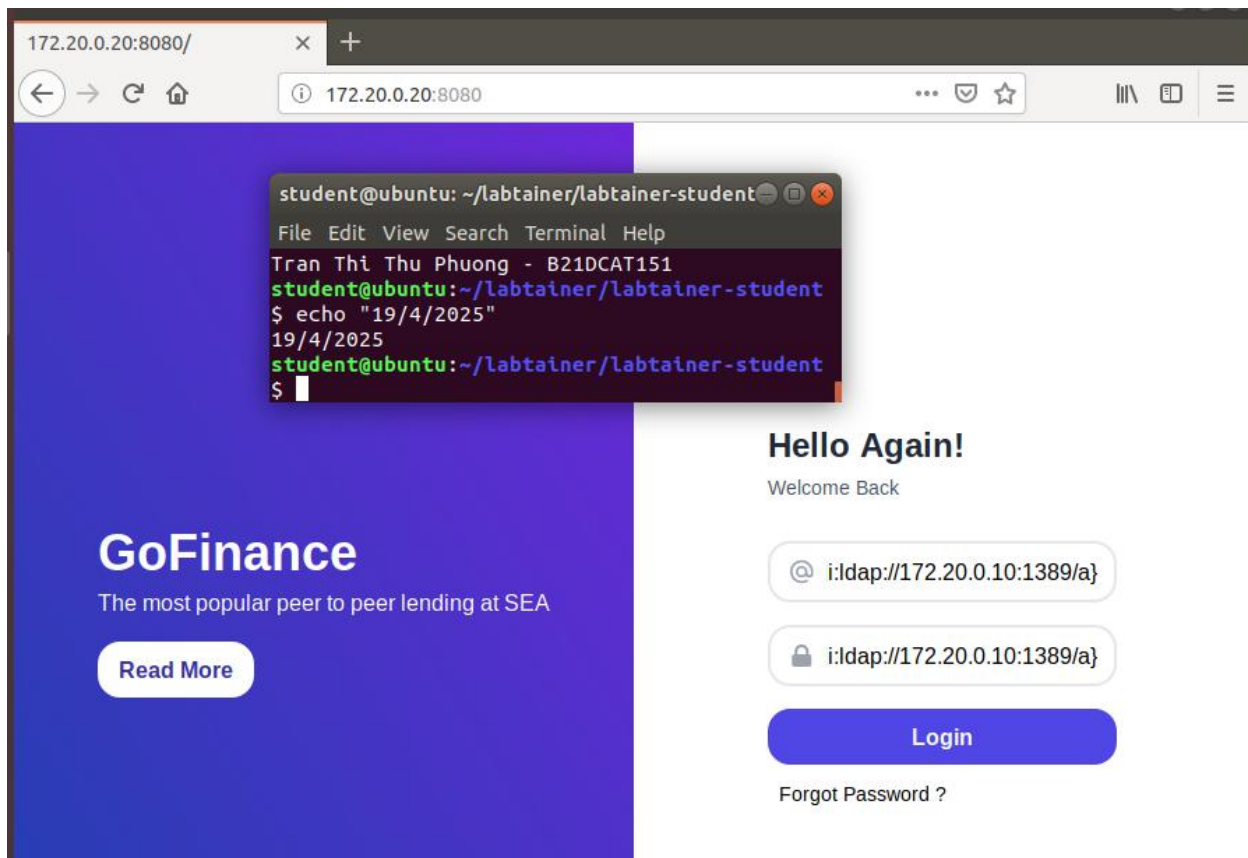 172.20.0.20:8080/
172.20.0.20:8080
student@ubuntu: ~/labtainer/labtainer-student
File Edit View Search Terminal Help
Tran Thi Thu Phuong - B21DCAT151
student@ubuntu:~/labtainer/labtainer-student
$ echo "19/4/2025"
19/4/2025
student@ubuntu:~/labtainer/labtainer-student
$
GoFinance
The most popular peer to peer lending at SEA
Read More
Hello Again!
Welcome Back
i:ldap://172.20.0.10:1389/a}
i:ldap://172.20.0.10:1389/a}
Login
Forgot Password ?